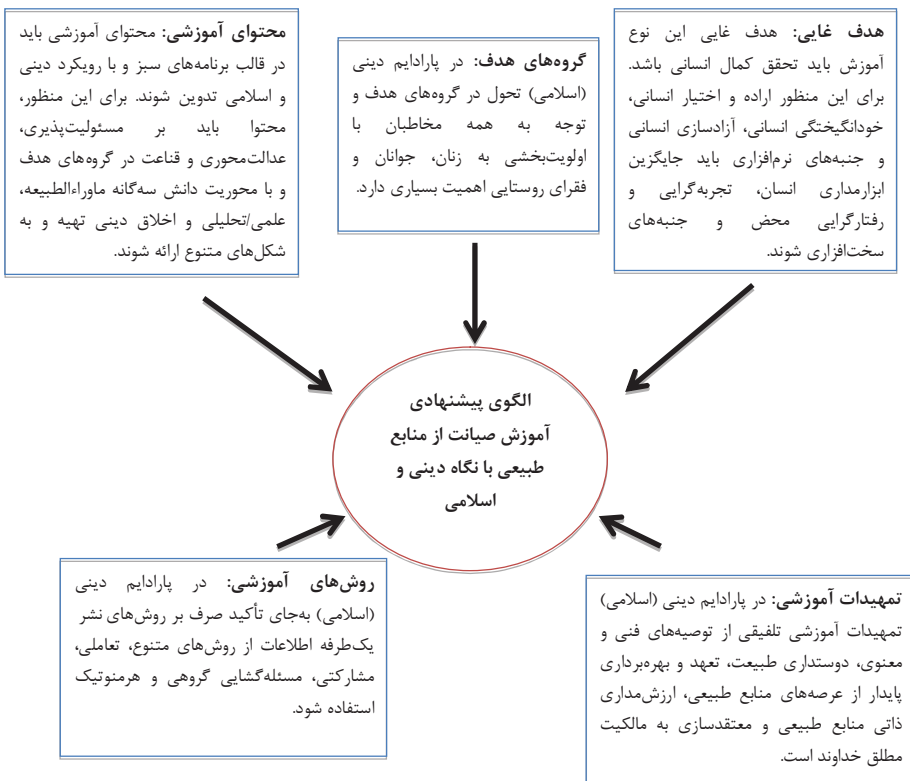 هدف غایی: هدف غایی این نوع
آموزش باید تحقق کمال انسانی باشد.
برای این منظور اراده و اختیار انسانی،
خودانگیختگی انسانی، آزادسازی انسانی
و جنبه‌های نرم‌افزاری باید جایگزین
ابزارمداری انسان، تجربه‌گرایی و
رفتارگرایی محض و جنبه‌های
سخت‌افزاری شوند.
گروه‌های هدف: در پارادایم دینی
(اسلامی) تحول در گروه‌های هدف و
توجه به همه مخاطبان با
اولویت‌بخشی به زنان، جوانان و
فقرای روستایی اهمیت بسیاری دارد.
محتوای آموزشی: محتوای آموزشی باید
در قالب برنامه‌های سبز و با رویکرد دینی
و اسلامی تدوین شوند. برای این منظور،
محتوا باید بر مسئولیت‌پذیری،
عدالت‌محوری و قناعت در گروه‌های هدف
و با محوریت دانش سه‌گانه ماوراءالطبیعه،
علمی/تحلیلی و اخلاق دینی تهیه و به
شکل‌های متنوع ارائه شوند.
الگوی پیشنهادی
آموزش صیانت از منابع
طبیعی با نگاه دینی و
اسلامی
تمهیدات آموزشی: در پارادایم دینی (اسلامی)
تمهیدات آموزشی تلفیقی از توصیه‌های فنی و
معنوی، دوستداری طبیعت، تعهد و بهره‌برداری
پایدار از عرصه‌های منابع طبیعی، ارزش‌مداری
ذاتی منابع طبیعی و معتقدسازی به مالکیت
مطلق خداوند است.
روش‌های آموزشی: در پارادایم دینی
(اسلامی) به‌جای تأکید صرف بر روش‌های نشر
یک‌طرفه اطلاعات از روش‌های متنوع، تعاملی،
مشارکتی، مسئله‌گشایی گروهی و هرمنوتیک
استفاده شود.